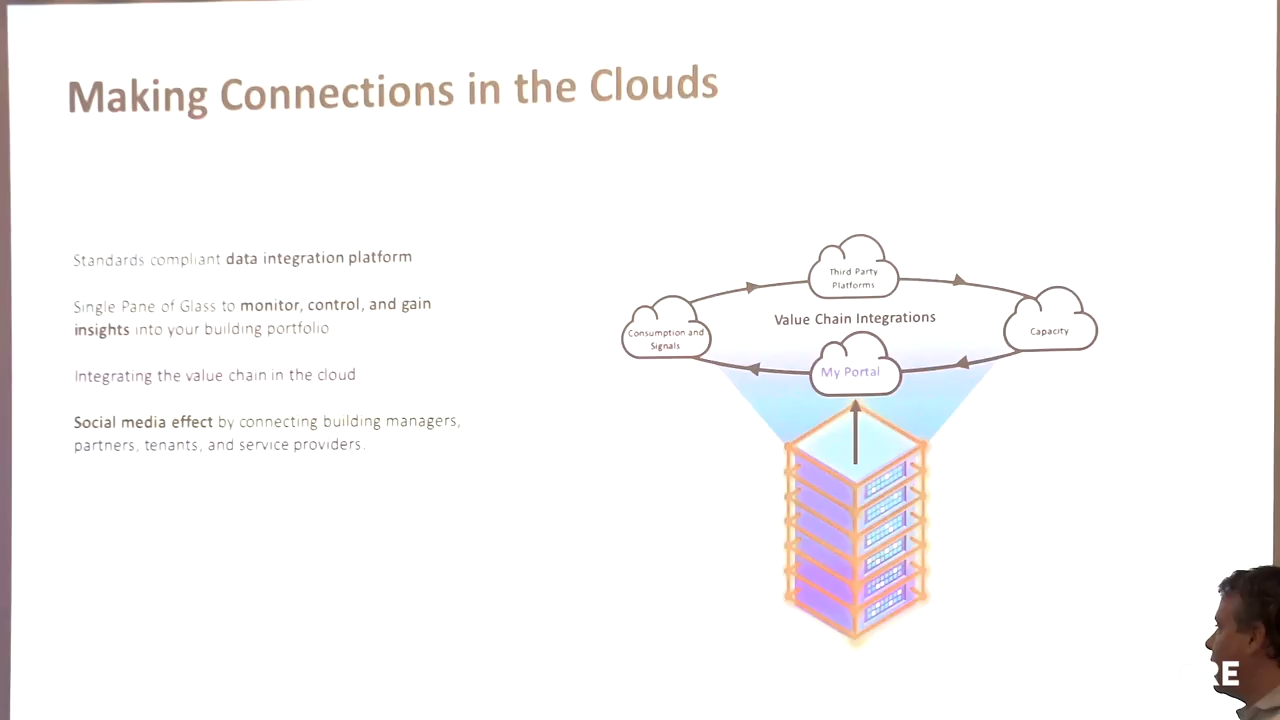 Making Connections in the Clouds
Standards compliant data integration platform
Single Pane of Glass to monitor, control, and gain
insights into your building portfolio
Integrating the value chain in the cloud
Social media effect by connecting building managers,
partners, tenants, and service providers.
Third Party
Platforms
Value Chain Integrations
Consumption and
Signals
Capacity
My Portal
RE